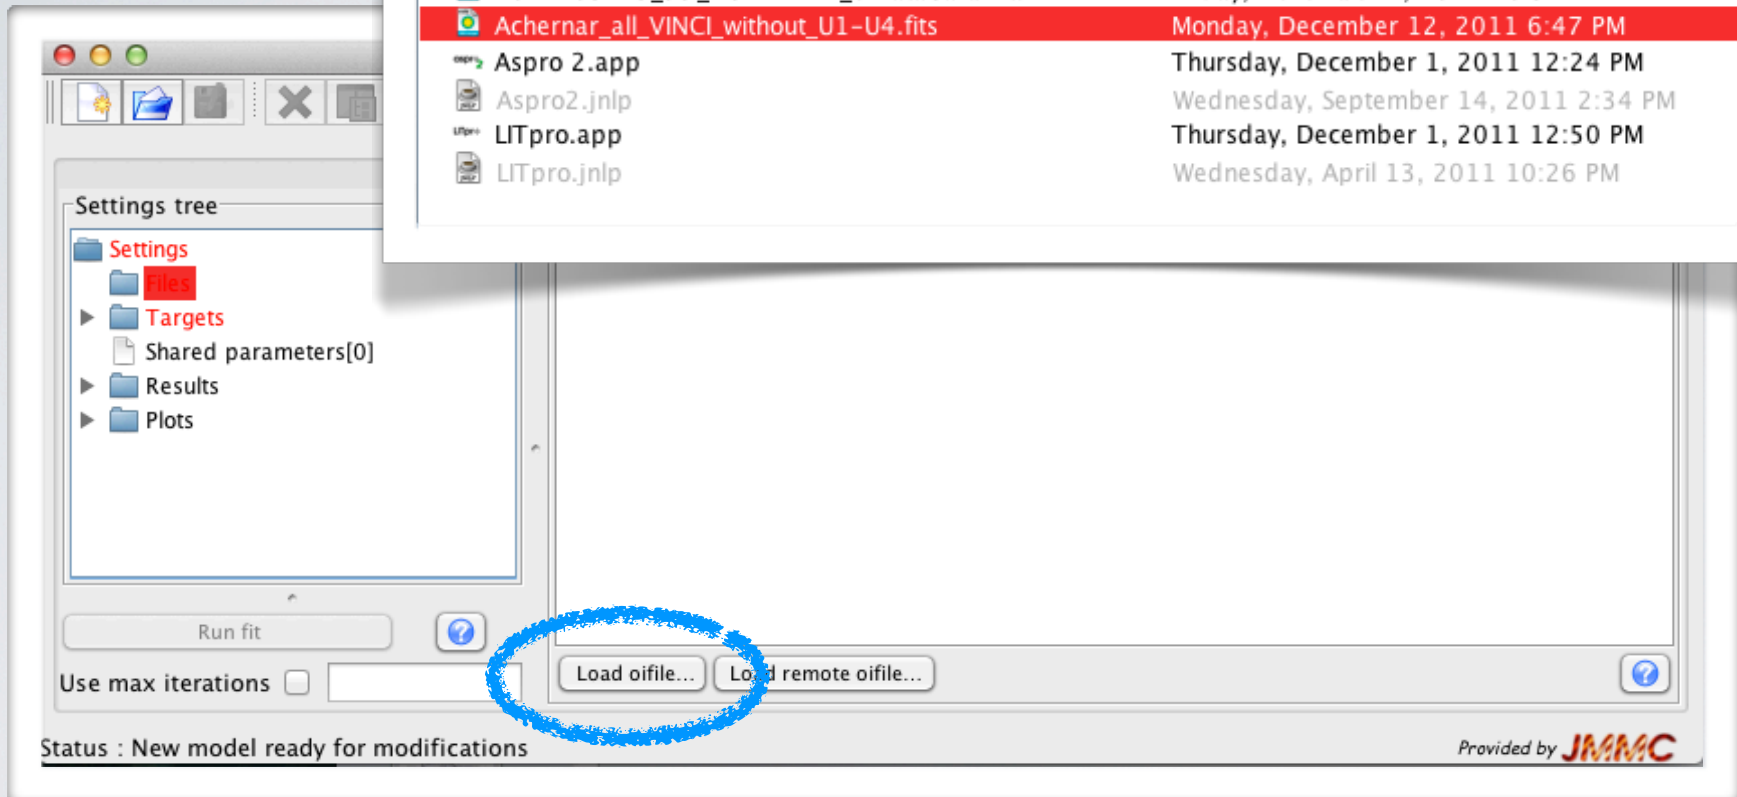 Achernar_all_VINCI_without_U1-U4.fits Monday, December 12, 2011 6:47 PM
Aspro 2.app Thursday, December 1, 2011 12:24 PM
Aspro2.jnlp Wednesday, September 14, 2011 2:34 PM
LITpro.app Thursday, December 1, 2011 12:50 PM
LITpro.jnlp Wednesday, April 13, 2011 10:26 PM
Settings tree
Settings
Files
Targets
Shared parameters[0]
Results
Plots
Run fit
Use max iterations
Load oifile...
Load remote oifile...
Status : New model ready for modifications
Provided by JMMC